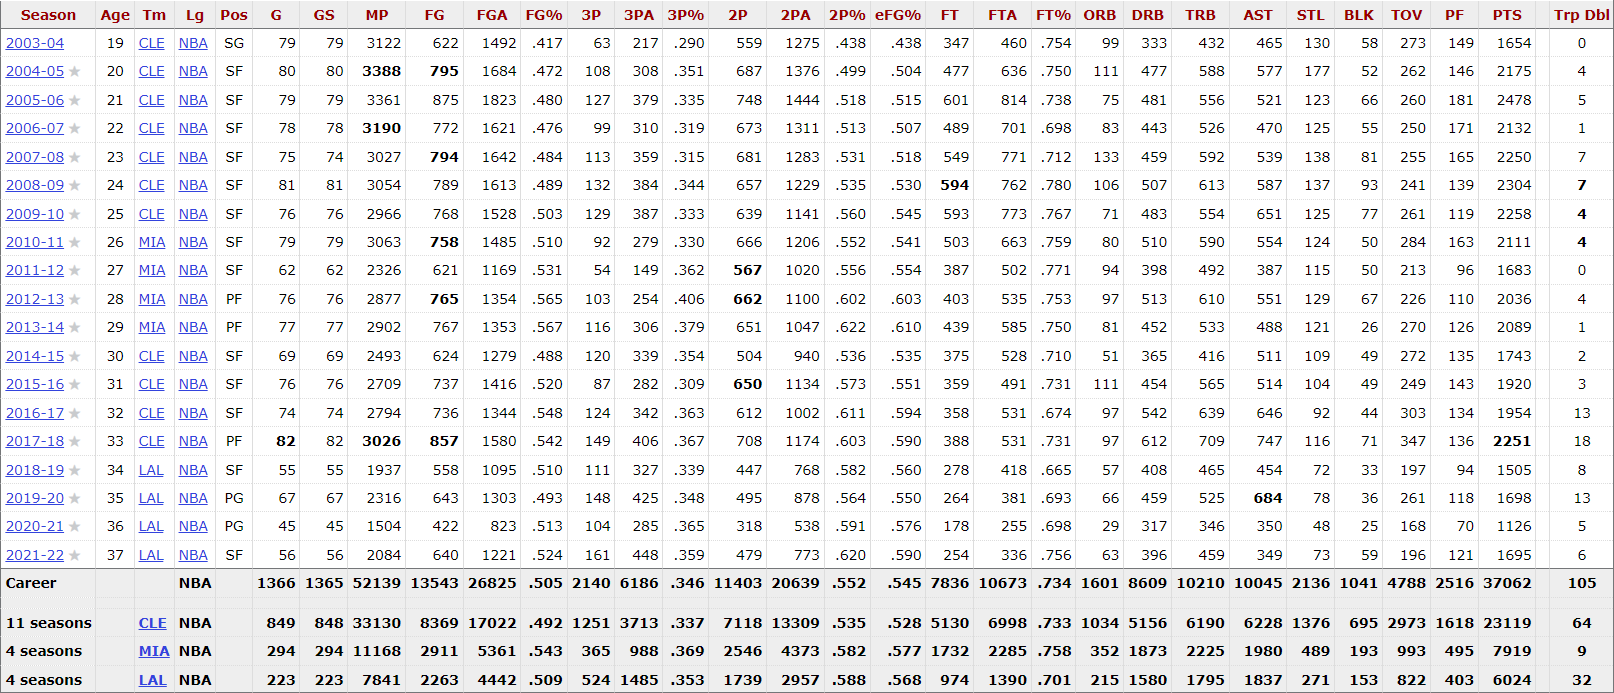 Season Age Tm Lg Pos G GS MP FG FGA FG% 3P 3PA 3P% 2P 2PA 2P% eFG% FT FTA FT% ORB DRB TRB AST STL BLK TOV PF PTS Trp Dbl
2003-04 19 CLE NBA SG 79 79 3122 622 1492 .417 63 217 .290 559 1275 .438 .438 347 460 .754 99 333 432 465 130 58 273 149 1654 0
2004-05 ★ 20 CLE NBA SF 80 80 3388 795 1684 .472 108 308 .351 687 1376 .499 .504 477 636 .750 111 477 588 577 177 52 262 146 2175 4
2005-06 ★ 21 CLE NBA SF 79 79 3361 875 1823 .480 127 379 .335 748 1444 .518 .515 601 814 .738 75 481 556 521 123 66 260 181 2478 5
2006-07 ★ 22 CLE NBA SF 78 78 3190 772 1621 .476 99 310 .319 673 1311 .513 .507 489 701 .698 83 443 526 470 125 55 250 171 2132 1
2007-08 ★ 23 CLE NBA SF 75 74 3027 794 1642 .484 113 359 .315 681 1283 .531 .518 549 771 .712 133 459 592 539 138 81 255 165 2250 7
2008-09 ★ 24 CLE NBA SF 81 81 3054 789 1613 .489 132 384 .344 657 1229 .535 .530 594 762 .780 106 507 613 587 137 93 241 139 2304 7
2009-10 ★ 25 CLE NBA SF 76 76 2966 768 1528 .503 129 387 .333 639 1141 .560 .545 593 773 .767 71 483 554 651 125 77 261 119 2258 4
2010-11 ★ 26 MIA NBA SF 79 79 3063 758 1485 .510 92 279 .330 666 1206 .552 .541 503 663 .759 80 510 590 554 124 50 284 163 2111 4
2011-12 ★ 27 MIA NBA SF 62 62 2326 621 1169 .531 54 149 .362 567 1020 .556 .554 387 502 .771 94 398 492 387 115 50 213 96 1683 0
2012-13 ★ 28 MIA NBA PF 76 76 2877 765 1354 .565 103 254 .406 662 1100 .602 .603 403 535 .753 97 513 610 551 129 67 226 110 2036 4
2013-14 ★ 29 MIA NBA PF 77 77 2902 767 1353 .567 116 306 .379 651 1047 .622 .610 439 585 .750 81 452 533 488 121 26 270 126 2089 1
2014-15 ★ 30 CLE NBA SF 69 69 2493 624 1279 .488 120 339 .354 504 940 .536 .535 375 528 .710 51 365 416 511 109 49 272 135 1743 2
2015-16 ★ 31 CLE NBA SF 76 76 2709 737 1416 .520 87 282 .309 650 1134 .573 .551 359 491 .731 111 454 565 514 104 49 249 143 1920 3
2016-17 ★ 32 CLE NBA SF 74 74 2794 736 1344 .548 124 342 .363 612 1002 .611 .594 358 531 .674 97 542 639 646 92 44 303 134 1954 13
2017-18 ★ 33 CLE NBA PF 82 82 3026 857 1580 .542 149 406 .367 708 1174 .603 .590 388 531 .731 97 612 709 747 116 71 347 136 2251 18
2018-19 ★ 34 LAL NBA SF 55 55 1937 558 1095 .510 111 327 .339 447 768 .582 .560 278 418 .665 57 408 465 454 72 33 197 94 1505 8
2019-20 ★ 35 LAL NBA PG 67 67 2316 643 1303 .493 148 425 .348 495 878 .564 .550 264 381 .693 66 459 525 684 78 36 261 118 1698 13
2020-21 ★ 36 LAL NBA PG 45 45 1504 422 823 .513 104 285 .365 318 538 .591 .576 178 255 .698 29 317 346 350 48 25 168 70 1126 5
2021-22 ★ 37 LAL NBA SF 56 56 2084 640 1221 .524 161 448 .359 479 773 .620 .590 254 336 .756 63 396 459 349 73 59 196 121 1695 6
Career NBA 1366 1365 52139 13543 26825 .505 2140 6186 .346 11403 20639 .552 .545 7836 10673 .734 1601 8609 10210 10045 2136 1041 4788 2516 37062 105
11 seasons CLE NBA 849 848 33130 8369 17022 .492 1251 3713 .337 7118 13309 .535 .528 5130 6998 .733 1034 5156 6190 6228 1376 695 2973 1618 23119 64
4 seasons MIA NBA 294 294 11168 2911 5361 .543 365 988 .369 2546 4373 .582 .577 1732 2285 .758 352 1873 2225 1980 489 193 993 495 7919 9
4 seasons LAL NBA 223 223 7841 2263 4442 .509 524 1485 .353 1739 2957 .588 .568 974 1390 .701 215 1580 1795 1837 271 153 822 403 6024 32